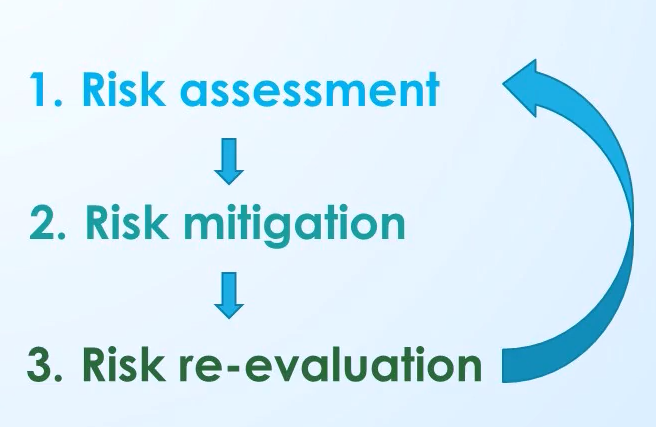 1. Risk assessment
2. Risk mitigation
3. Risk re-evaluation